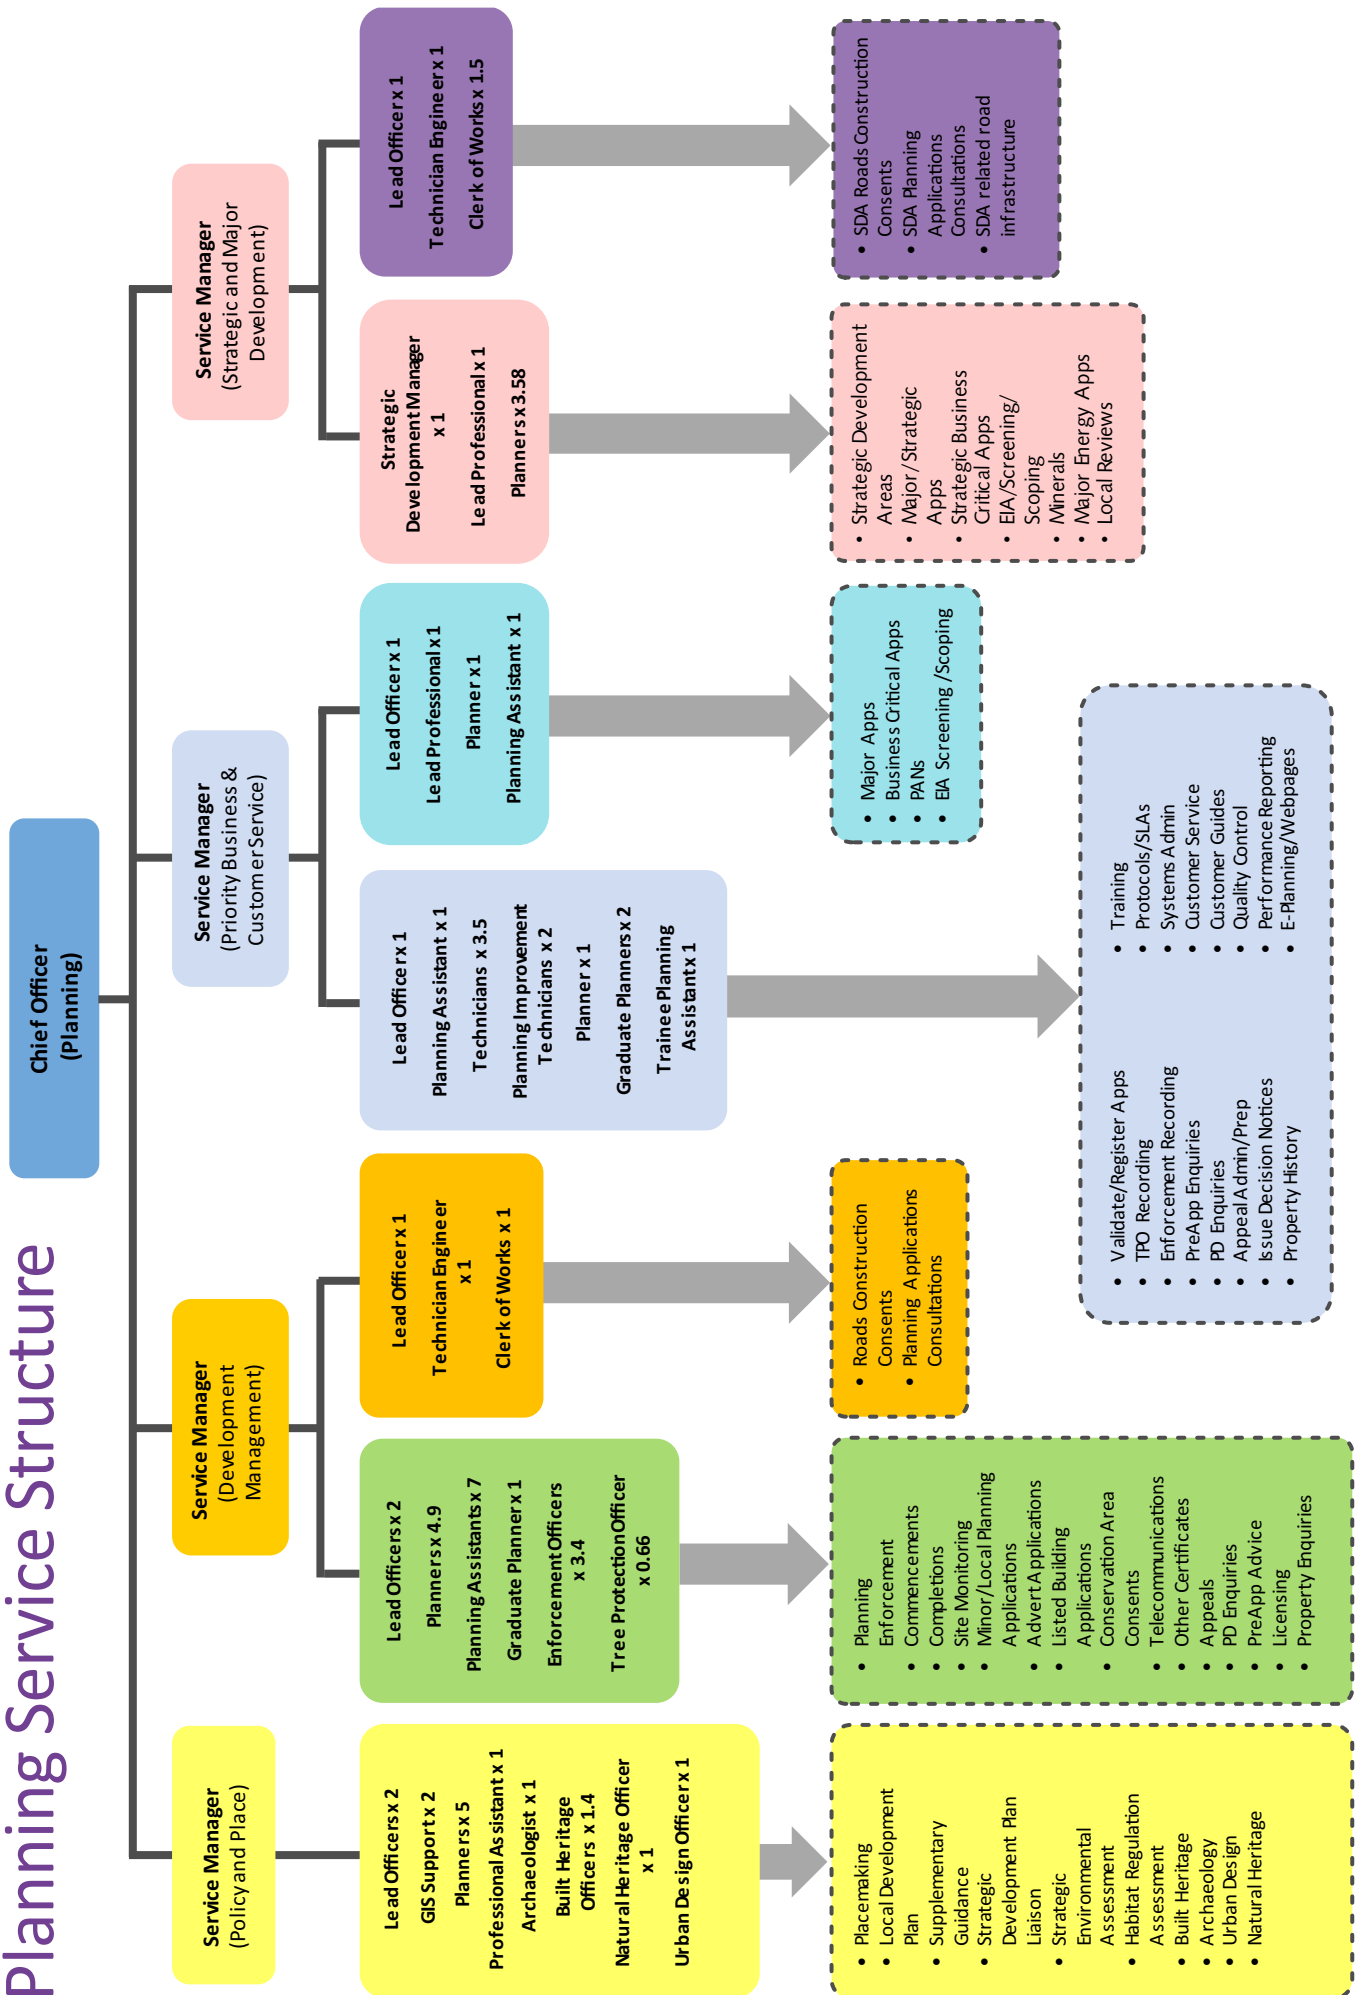 Planning Service Structure
Chief Officer
(Planning)
Service Manager
(Policy and Place)
Service Manager
(Development
Management)
Service Manager
(Priority Business &
Customer Service)
Service Manager
(Strategic and Major
Development)
Lead Officers x 2
GIS Support x 2
Planners x 5
Professional Assistant x 1
Archaeologist x 1
Built Heritage
Officers x 1.4
Natural Heritage Officer
x 1
Urban Design Officer x 1
Lead Officers x 2
Planners x 4.9
Planning Assistants x 7
Graduate Planner x 1
Enforcement Officers
x 3.4
Tree Protection Officer
x 0.66
Lead Officer x 1
Technician Engineer
x 1
Clerk of Works x 1
Lead Officer x 1
Planning Assistant x 1
Technicians x 3.5
Planning Improvement
Technicians x 2
Planner x 1
Graduate Planners x 2
Trainee Planning
Assistant x 1
Lead Officer x 1
Lead Professional x 1
Planner x 1
Planning Assistant x 1
Strategic
Development Manager
x 1
Lead Professional x 1
Planners x 3.58
Lead Officer x 1
Technician Engineer x 1
Clerk of Works x 1.5
• Placemaking
• Local Development
Plan
• Supplementary
Guidance
• Strategic
Development Plan
Liaison
• Strategic
Environmental
Assessment
• Habitat Regulation
Assessment
• Built Heritage
• Archaeology
• Urban Design
• Natural Heritage
• Planning
Enforcement
• Commencements
• Completions
• Site Monitoring
• Minor/Local Planning
Applications
• Advert Applications
• Listed Building
Applications
• Conservation Area
Consents
• Telecommunications
• Other Certificates
• Appeals
• PD Enquiries
• PreApp Advice
• Licensing
• Property Enquiries
• Roads Construction
Consents
• Planning Applications
Consultations
• Validate/Register Apps
• TPO Recording
• Enforcement Recording
• PreApp Enquiries
• PD Enquiries
• Appeal Admin/Prep
• Issue Decision Notices
• Property History
• Training
• Protocols/SLAs
• Systems Admin
• Customer Service
• Customer Guides
• Quality Control
• Performance Reporting
• E-Planning/Webpages
• Major Apps
• Business Critical Apps
• PANs
• EIA Screening /Scoping
• Strategic Development
Areas
• Major/Strategic
Apps
• Strategic Business
Critical Apps
• EIA/Screening/
Scoping
• Minerals
• Major Energy Apps
• Local Reviews
• SDA Roads Construction
Consents
• SDA Planning
Applications
Consultations
• SDA related road
infrastructure